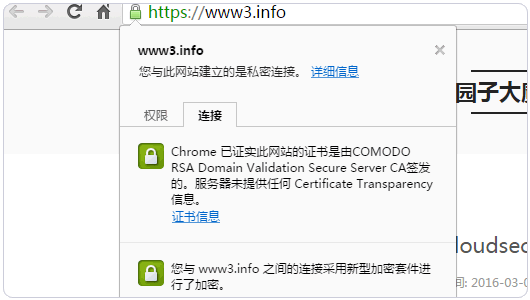 https://www3.info
www3.info
您与此网站建立的是私密连接。 详细信息
权限 连接
Chrome 已证实此网站的证书是由COMODO
RSA Domain Validation Secure Server CA签发
的。服务器未提供任何 Certificate Transparency
信息。
证书信息
您与 www3.info 之间的连接采用新型加密套件进
行了加密。
园子大
loudsec
: 2016-03-0